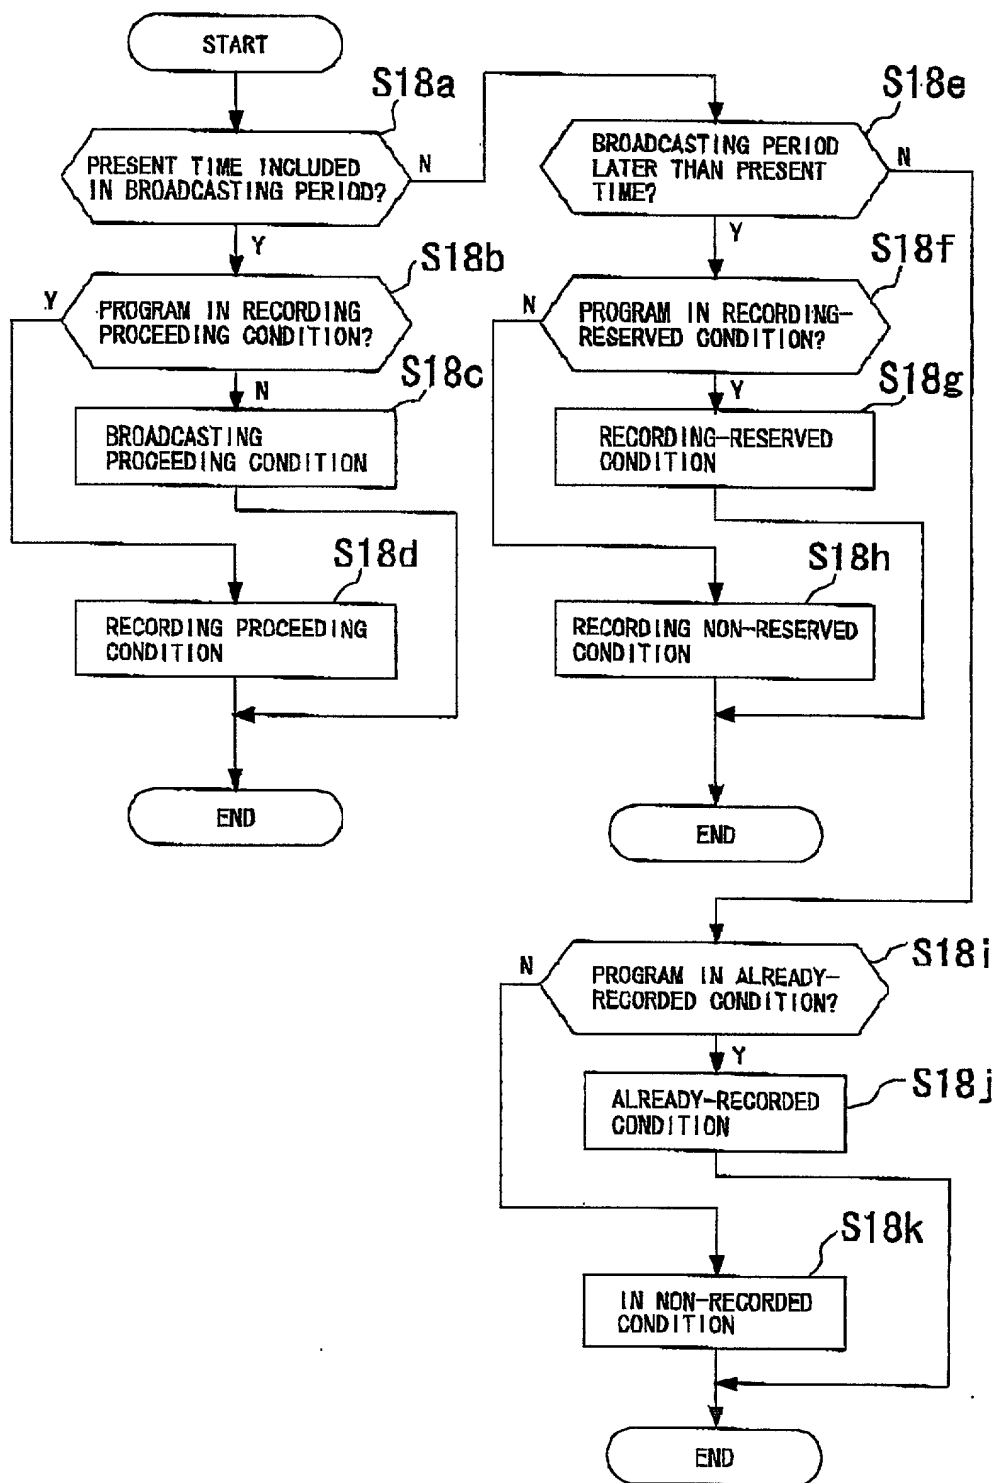 START
S18a
PRESENT TIME INCLUDED
IN BROADCASTING PERIOD?
N
Y
S18b
Y
PROGRAM IN RECORDING
PROCEEDING CONDITION?
N
S18c
BROADCASTING
PROCEEDING CONDITION
S18d
RECORDING PROCEEDING
CONDITION
END
S18e
BROADCASTING PERIOD
LATER THAN PRESENT
TIME?
N
Y
S18f
N
PROGRAM IN RECORDING-
RESERVED CONDITION?
Y
S18g
RECORDING-RESERVED
CONDITION
S18h
RECORDING NON-RESERVED
CONDITION
END
S18i
N
PROGRAM IN ALREADY-
RECORDED CONDITION?
Y
S18j
ALREADY-RECORDED
CONDITION
S18k
IN NON-RECORDED
CONDITION
END